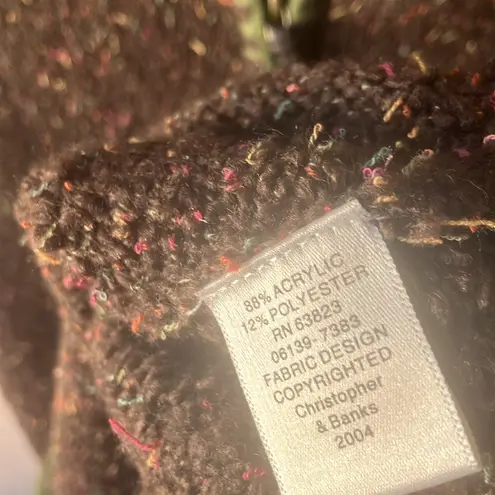 88% ACRYLIC
12% POLYESTER
RN 63823
06139-7383
FABRIC DESIGN
COPYRIGHTED
Christopher
& Banks
2004